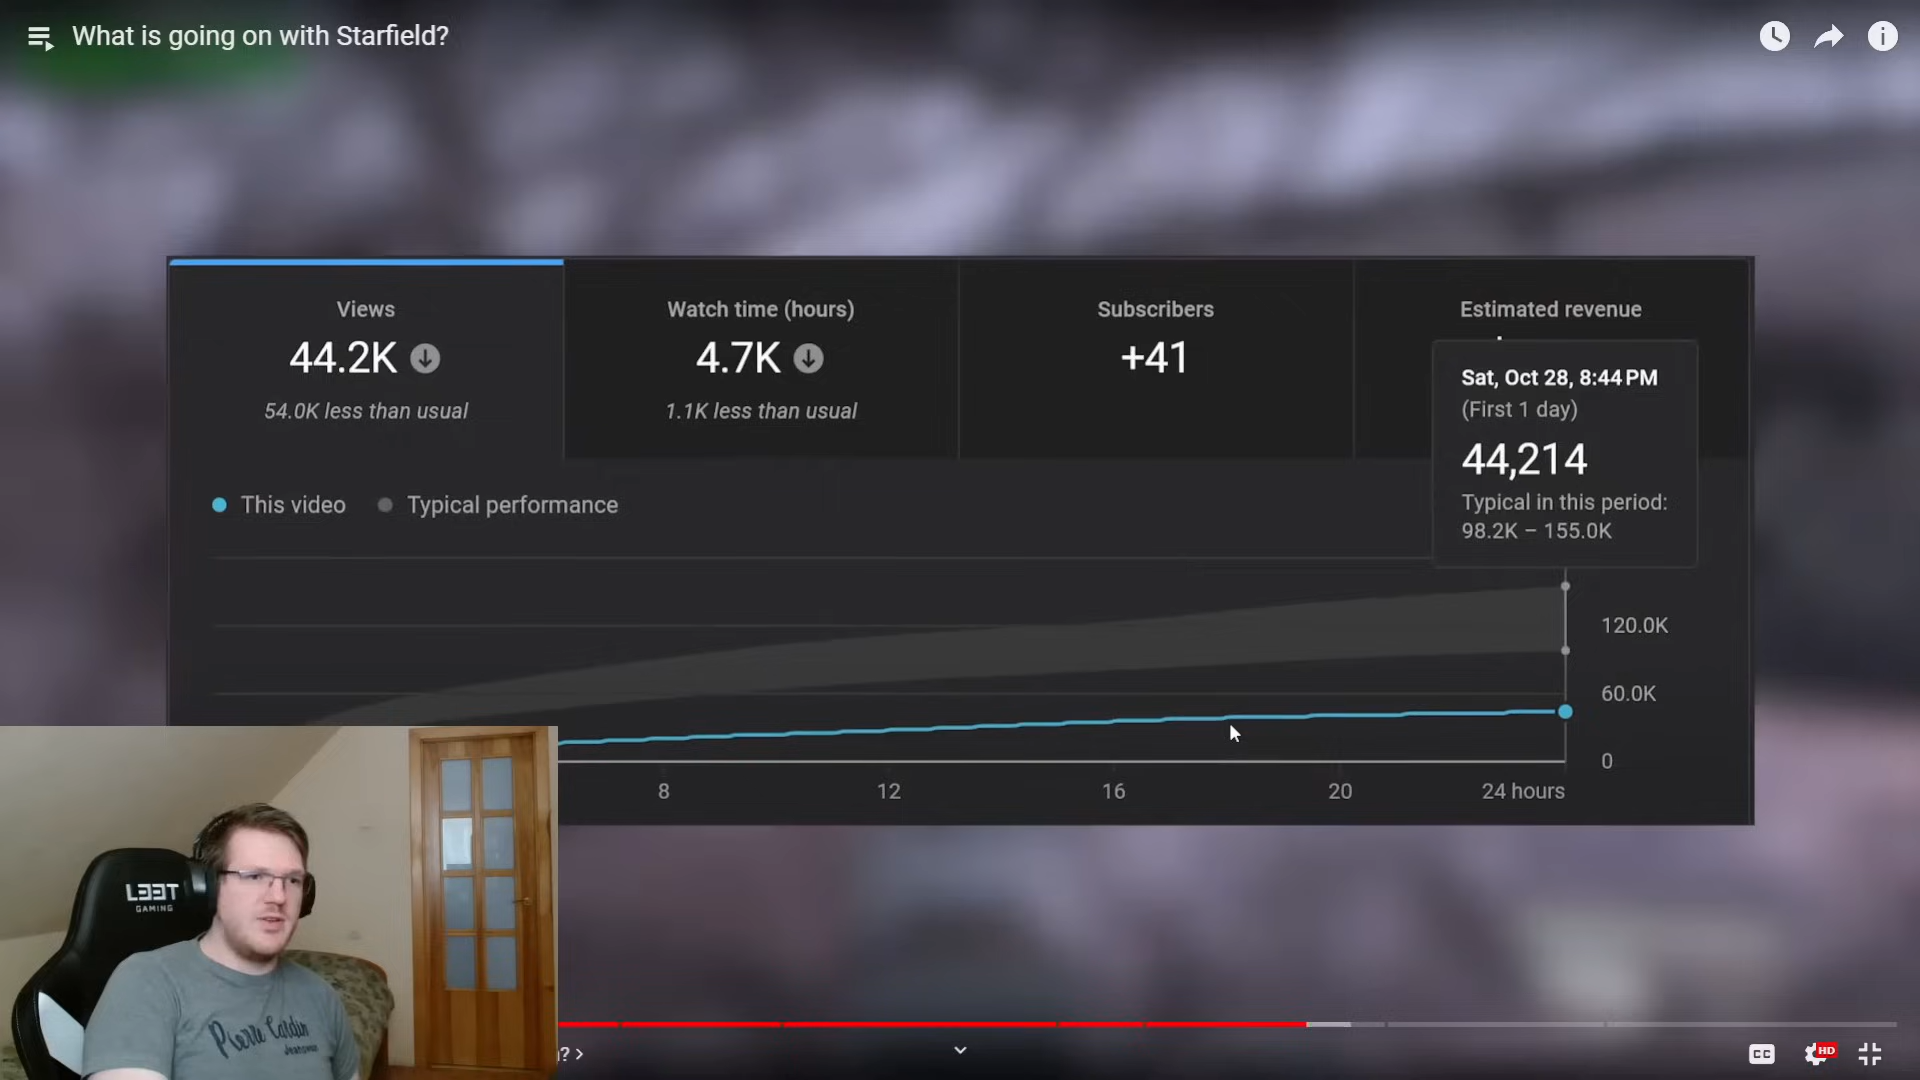 What is going on with Starfield?
Views
44.2K
54.0K less than usual
Watch time (hours)
4.7K
1.1K less than usual
Subscribers
+41
Estimated revenue
Sat, Oct 28, 8:44 PM
(First 1 day)
44,214
Typical in this period:
98.2K – 155.0K
This video
Typical performance
120.0K
60.0K
0
8
12
16
20
24 hours
L33T
GAMING
Pierre Cardin
Jeanswear
? ›
CC
HD